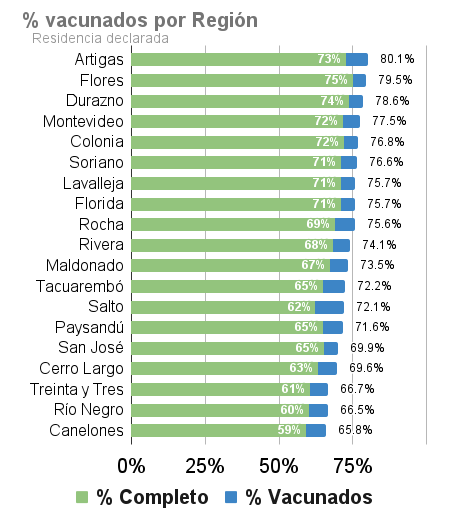 % vacunados por Región
Residencia declarada
Artigas 73% 80.1%
Flores 75% 79.5%
Durazno 74% 78.6%
Montevideo 72% 77.5%
Colonia 72% 76.8%
Soriano 71% 76.6%
Lavalleja 71% 75.7%
Florida 71% 75.7%
Rocha 69% 75.6%
Rivera 68% 74.1%
Maldonado 67% 73.5%
Tacuarembó 65% 72.2%
Salto 62% 72.1%
Paysandú 65% 71.6%
San José 65% 69.9%
Cerro Largo 63% 69.6%
Treinta y Tres 61% 66.7%
Río Negro 60% 66.5%
Canelones 59% 65.8%
0% 25% 50% 75%
% Completo % Vacunados